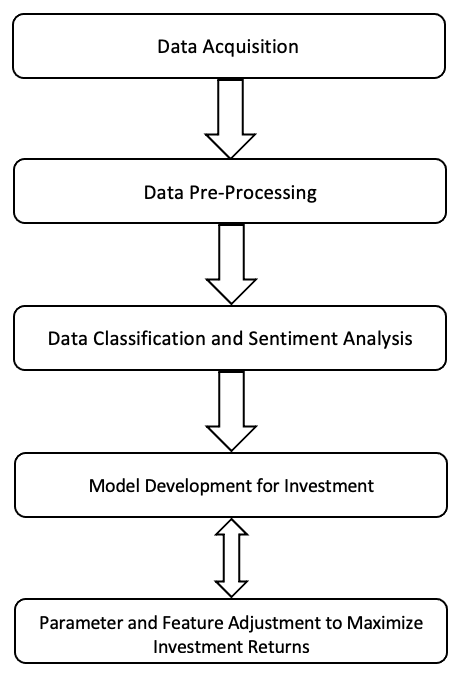 Data Acquisition
Data Pre-Processing
Data Classification and Sentiment Analysis
Model Development for Investment
Parameter and Feature Adjustment to Maximize
Investment Returns